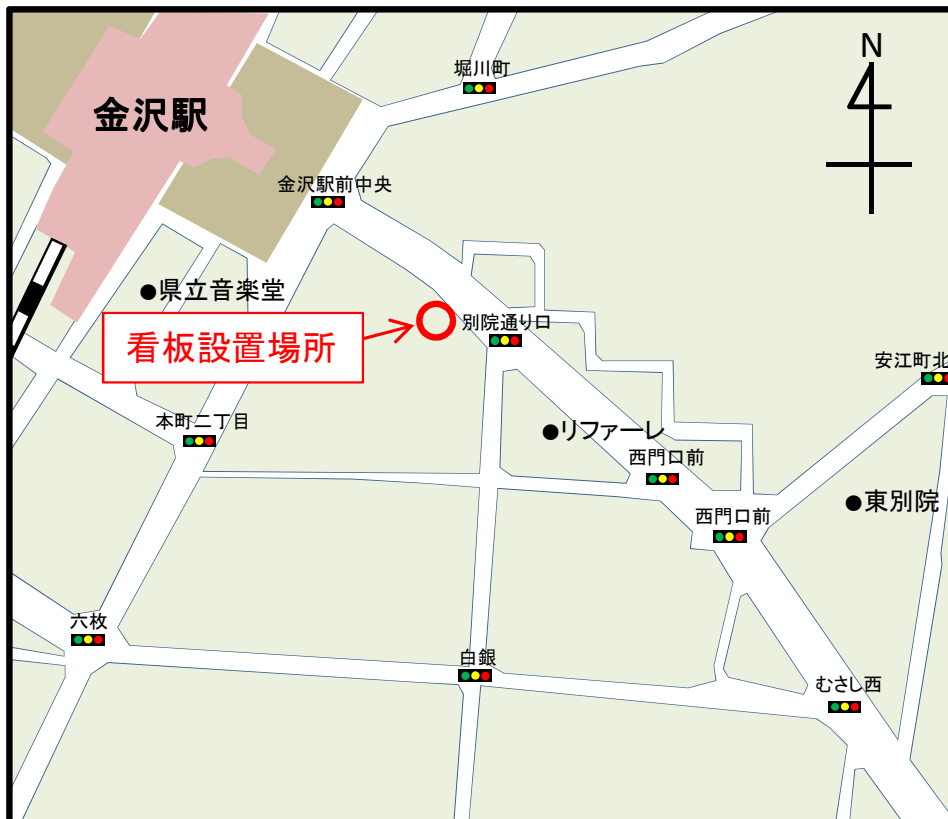 堀川町
N
金沢駅
金沢駅前中央
●県立音楽堂
看板設置場所
別院通り口
安江町北
本町二丁目
●リファーレ
西門口前
●東別院
西門口前
六枚
白銀
むさし西